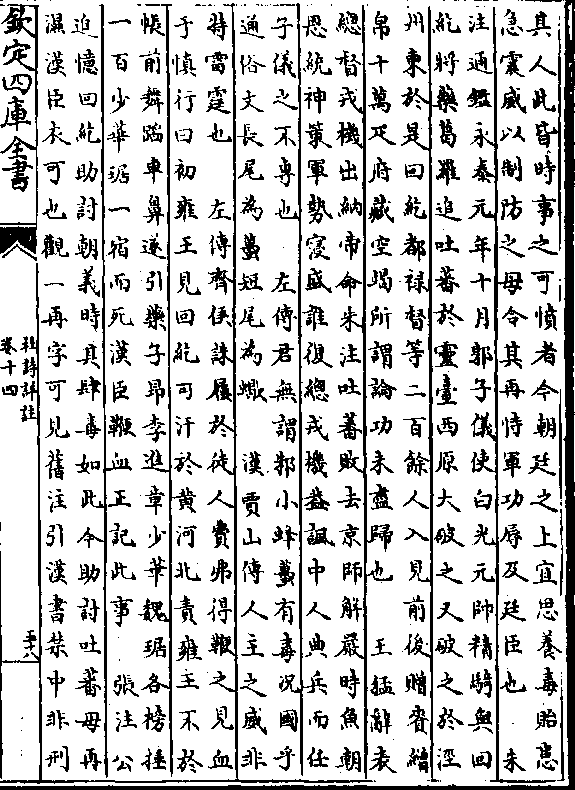 真人此皆時事之可憤者今朝廷之上宜思養毒貽患
急震威以制防之毋令其再恃軍功辱及廷臣也　朱
注通鑑永泰元年十月郭子儀使白光元帥精騎與回
紇將藥葛羅追吐蕃於靈臺西原大破之又破之於涇
州東於是回紇都祿督等二百餘人入見前後贈賚繒
帛十萬疋府藏空竭所謂論功未盡歸也　王猛辭表
總督戎機出納帝命朱注吐蕃敗去京師解嚴時魚朝
恩統神策軍勢寖盛誰復總戎機蓋諷中人典兵而任
子儀之不專也　左傳君無謂邾小蜂蠆有毒況國乎
通俗文長尾為蠆短尾為蠍　漢賈山傳人主之威非
特雷霆也　左傳齊侯誅屨於徒人費弗得鞭之見血
于慎行曰初雍王見回紇可汗於黃河北責雍王不於
帳前舞蹈車鼻遂引藥子昂李進韋少華魏琚各榜捶
一百少華琚一宿而死漢臣鞭血正記此事　張注公
追憶回紇助討朝義時其肆毒如此今助討吐蕃毋再
濕漢臣衣可也觀一再字可見舊注引漢書禁中非刑
欽定四庫全書
杜詩詳註
卷十四
五六